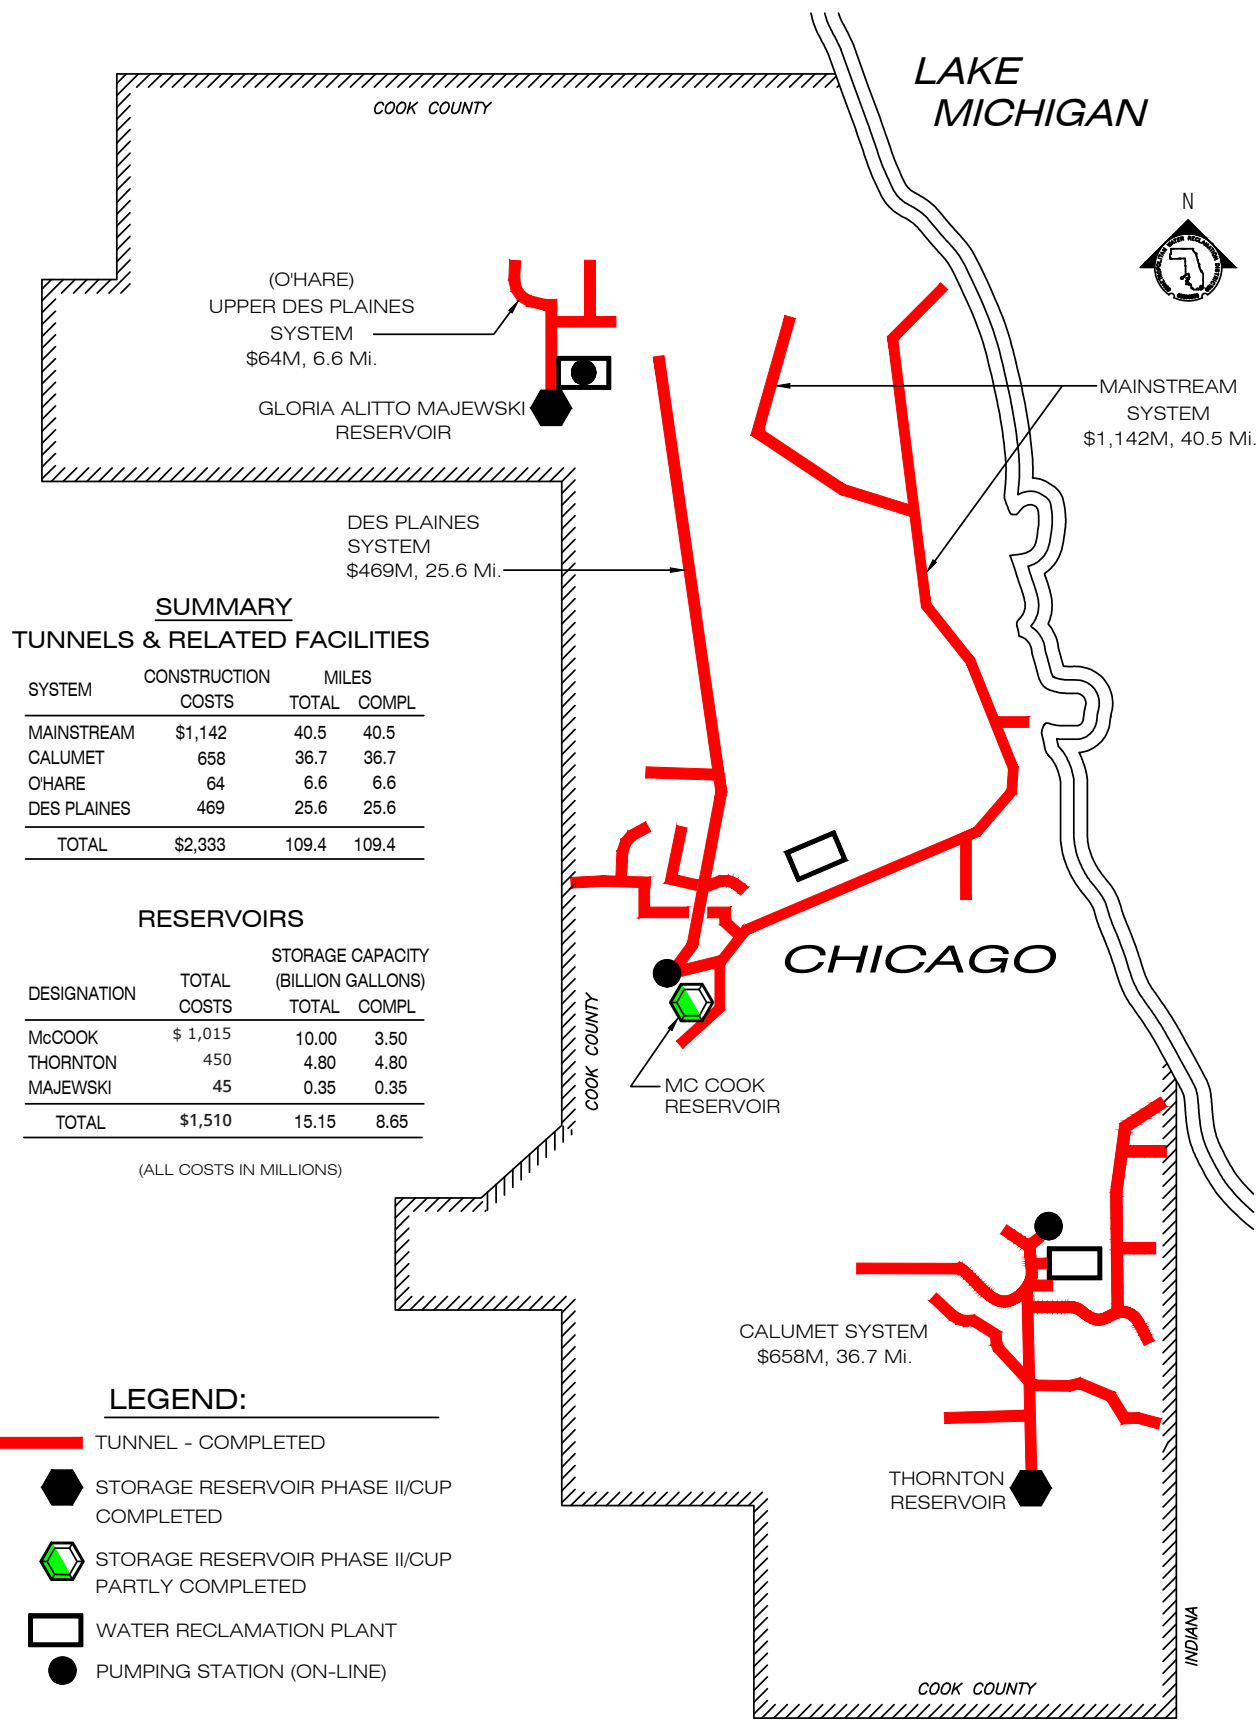 LAKE
MICHIGAN
COOK COUNTY
N
(O'HARE)
UPPER DES PLAINES
SYSTEM
$64M, 6.6 Mi.
GLORIA ALITTO MAJEWSKI
RESERVOIR
MAINSTREAM
SYSTEM
$1,142M, 40.5 Mi.
DES PLAINES
SYSTEM
$469M, 25.6 Mi.
SUMMARY
TUNNELS & RELATED FACILITIES
SYSTEM CONSTRUCTION COSTS MILES TOTAL COMPL
MAINSTREAM $1,142 40.5 40.5
CALUMET 658 36.7 36.7
O'HARE 64 6.6 6.6
DES PLAINES 469 25.6 25.6
TOTAL $2,333 109.4 109.4
RESERVOIRS
DESIGNATION TOTAL COSTS STORAGE CAPACITY (BILLION GALLONS) TOTAL COMPL
McCOOK $ 1,015 10.00 3.50
THORNTON 450 4.80 4.80
MAJEWSKI 45 0.35 0.35
TOTAL $1,510 15.15 8.65
(ALL COSTS IN MILLIONS)
CHICAGO
COOK COUNTY
MC COOK
RESERVOIR
CALUMET SYSTEM
$658M, 36.7 Mi.
THORNTON
RESERVOIR
LEGEND:
TUNNEL - COMPLETED
STORAGE RESERVOIR PHASE II/CUP
COMPLETED
STORAGE RESERVOIR PHASE II/CUP
PARTLY COMPLETED
WATER RECLAMATION PLANT
PUMPING STATION (ON-LINE)
INDIANA
COOK COUNTY